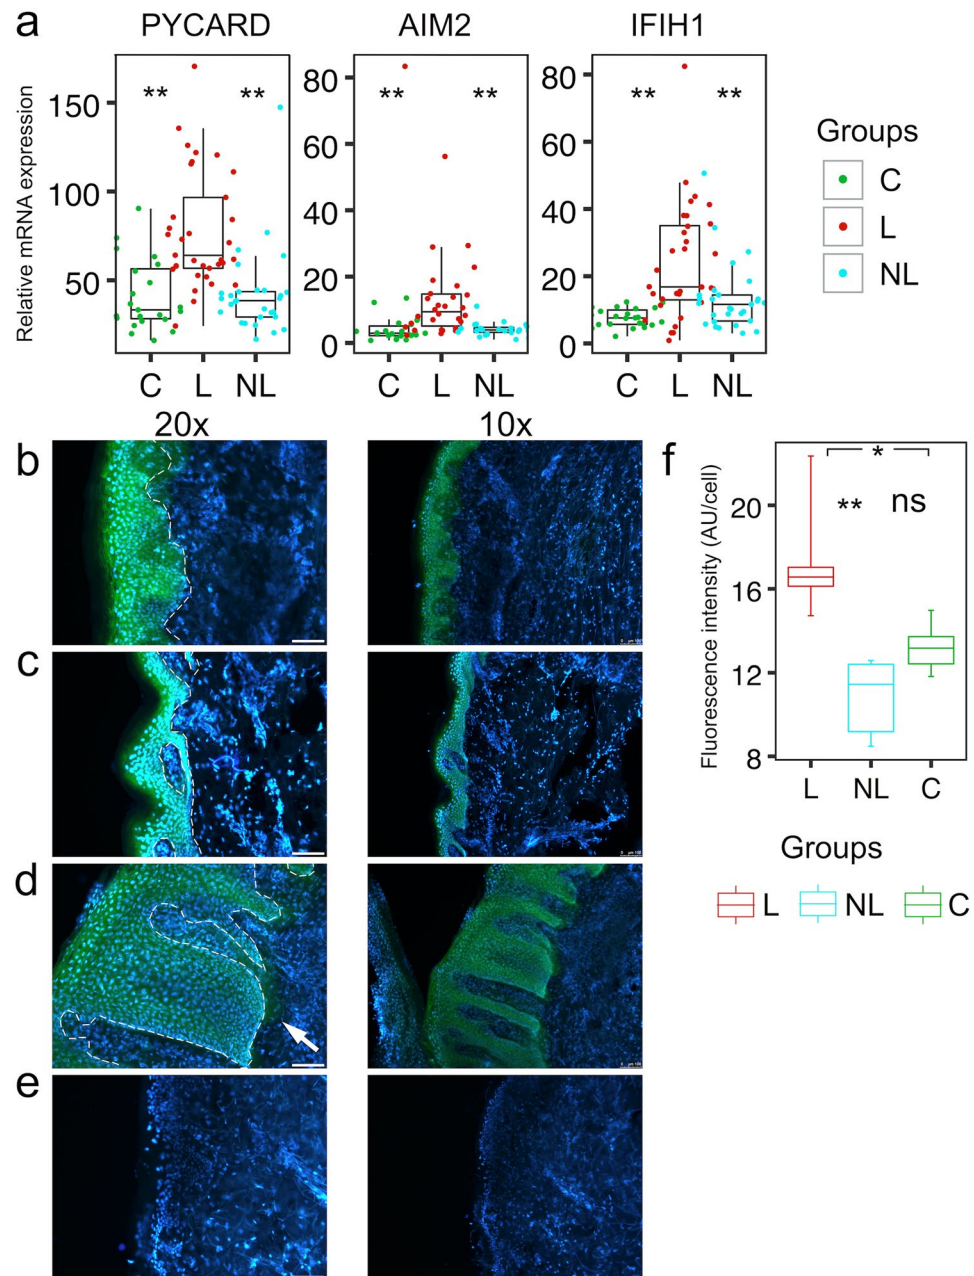 a
PYCARD
AIM2
IFIH1
Relative mRNA expression
150
100
50
** **
C L NL
80
60
40
20
0
** **
C L NL
80
60
40
20
0
** **
C L NL
Groups
C
L
NL
20x
10x
b
c
d
e
f
Fluorescence intensity (AU/cell)
20
16
12
8
*
** ns
L NL C
Groups
L NL C